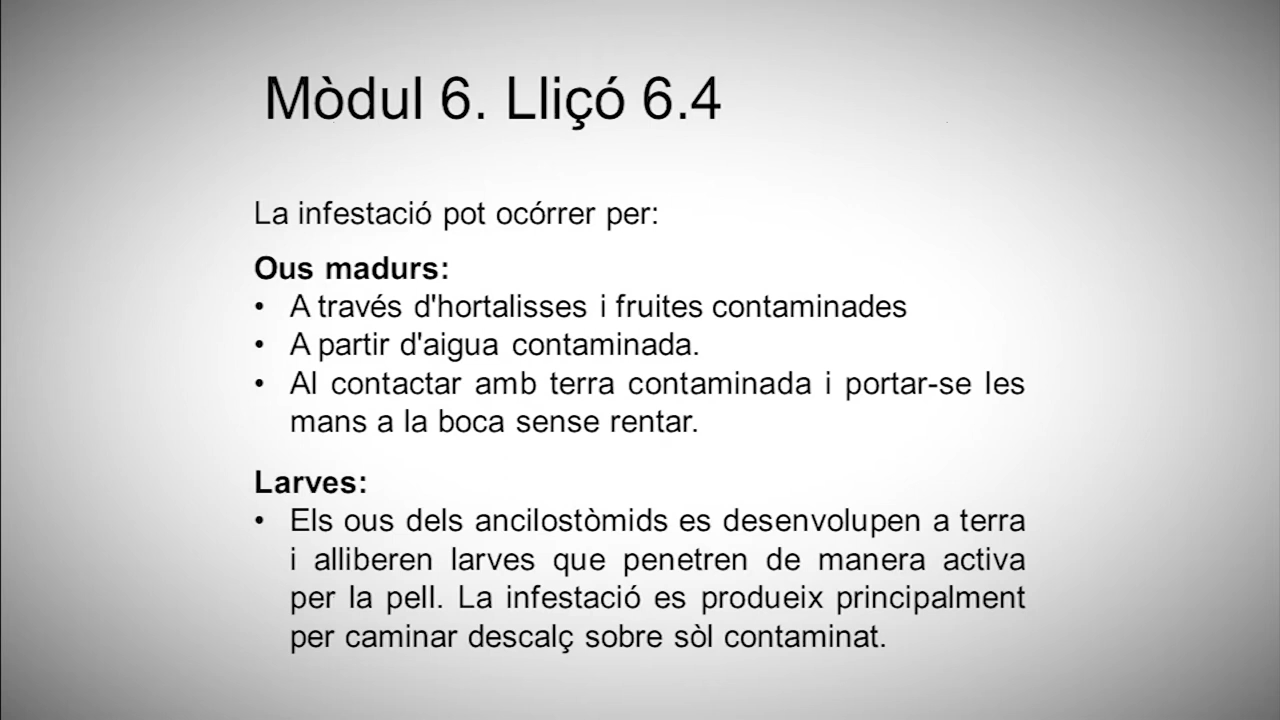 Mòdul 6. Lliçó 6.4
La infestació pot ocórrer per:
Ous madurs:
• A través d'hortalisses i fruites contaminades
• A partir d'aigua contaminada.
• Al contactar amb terra contaminada i portar-se les
mans a la boca sense rentar.
Larves:
• Els ous dels ancilostòmids es desenvolupen a terra
i alliberen larves que penetren de manera activa
per la pell. La infestació es produeix principalment
per caminar descalç sobre sòl contaminat.